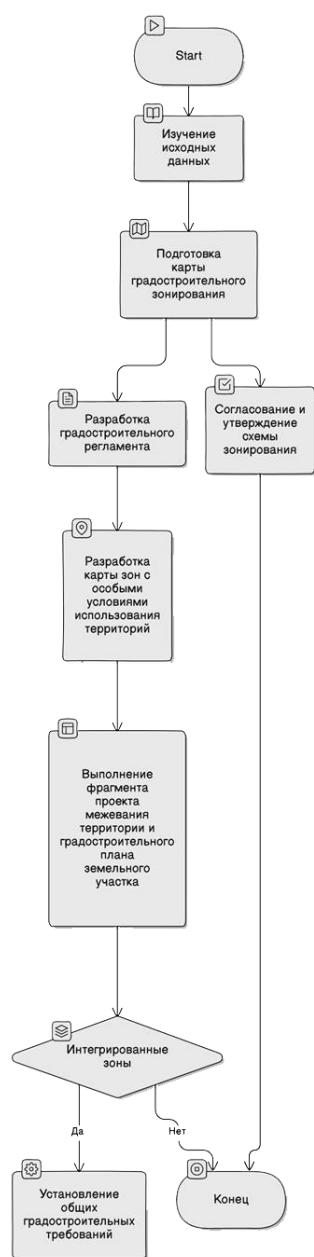 Start
Изучение
исходных
данных
Подготовка
карты
градостроительного
зонирования
Разработка
градостроительного
регламента
Согласование и
утверждение
схемы
зонирования
Разработка
карты зон с
особыми
условиями
использования
территорий
Выполнение
фрагмента
проекта
межевания
территории и
градостроительного
плана
земельного
участка
Интегрированные
зоны
Да
Нет
Установление
общих
градостроительных
требований
Конец